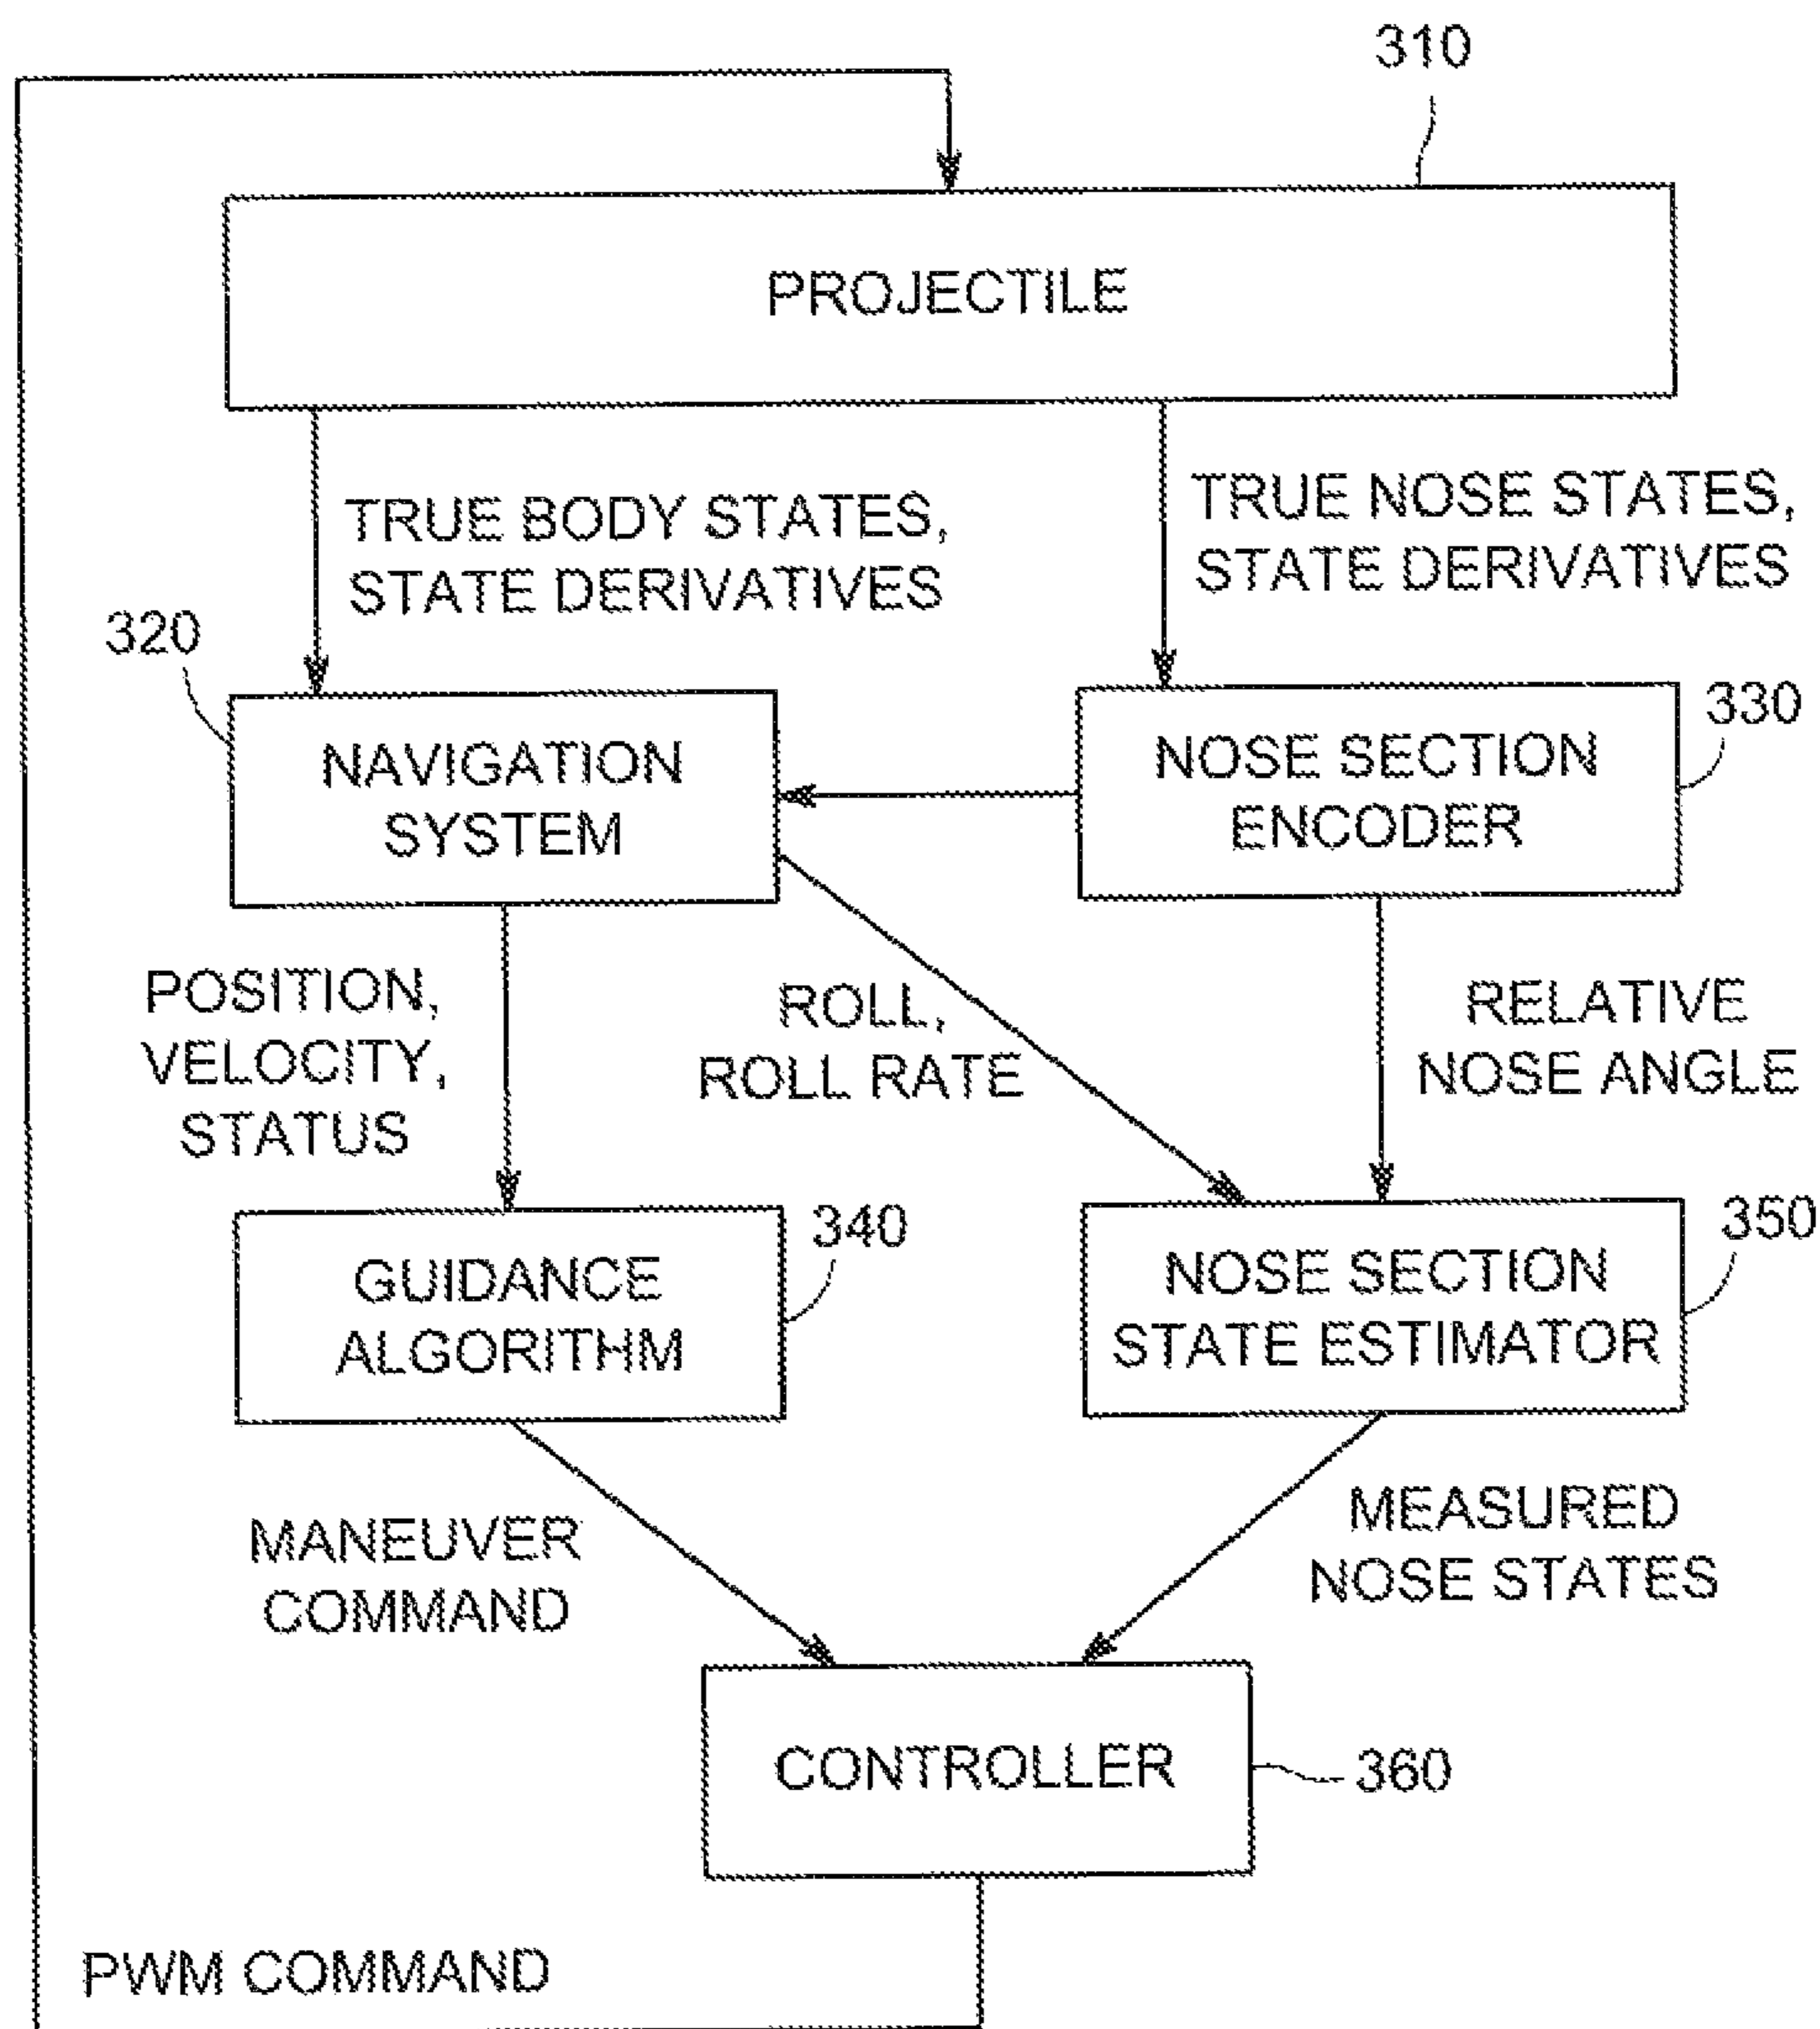 310
PROJECTILE
TRUE BODY STATES,
STATE DERIVATIVES
TRUE NOSE STATES,
STATE DERIVATIVES
320
NAVIGATION
SYSTEM
330
NOSE SECTION
ENCODER
POSITION,
VELOCITY,
STATUS
ROLL,
ROLL RATE
RELATIVE
NOSE ANGLE
340
GUIDANCE
ALGORITHM
350
NOSE SECTION
STATE ESTIMATOR
MANEUVER
COMMAND
MEASURED
NOSE STATES
CONTROLLER
360
PWM COMMAND